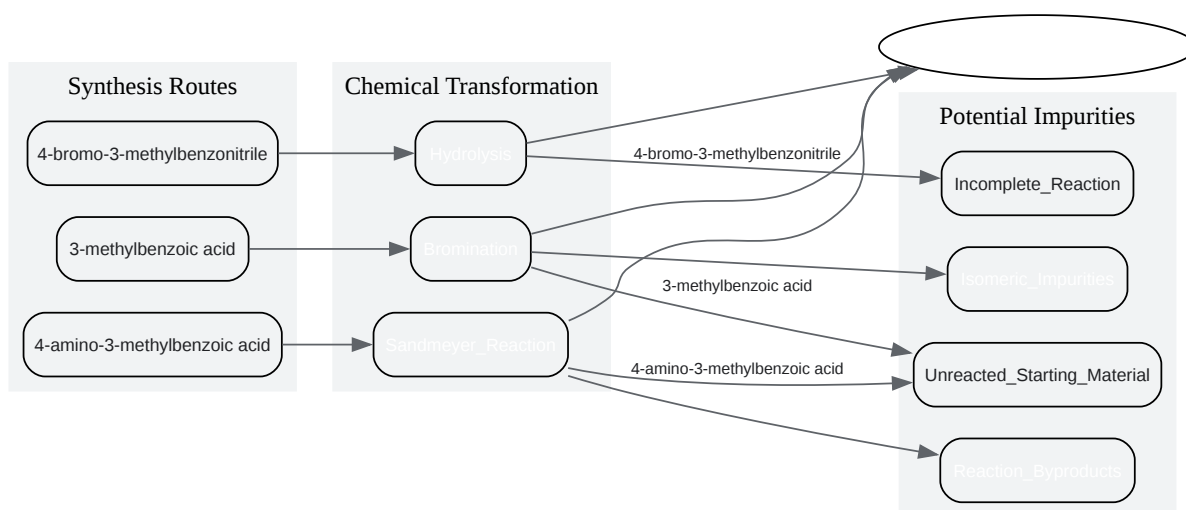 Synthesis Routes
4-bromo-3-methylbenzonitrile
3-methylbenzoic acid
4-amino-3-methylbenzoic acid
Chemical Transformation
Hydrolysis
Bromination
Sandmeyer_Reaction
4-bromo-3-methylbenzonitrile
3-methylbenzoic acid
4-amino-3-methylbenzoic acid
Potential Impurities
Incomplete_Reaction
Isomeric_Impurities
Unreacted_Starting_Material
Reaction_Byproducts